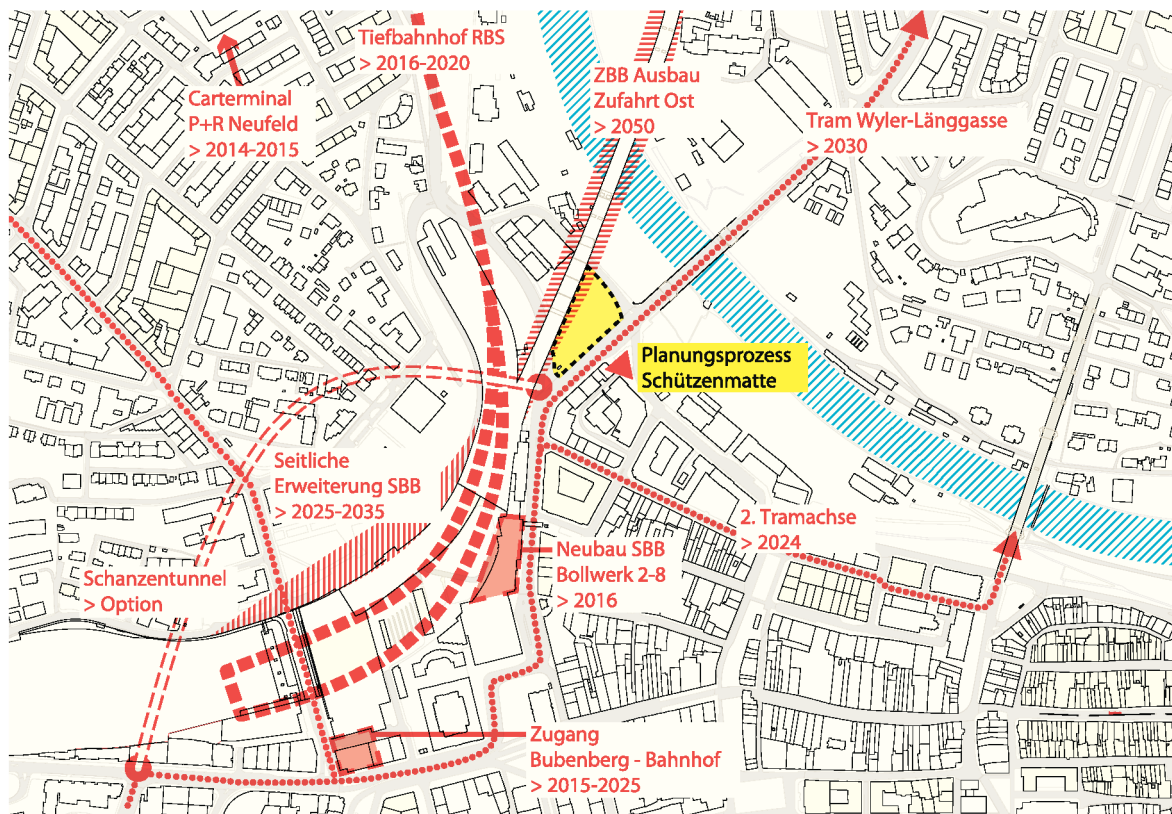 Tiefbahnhof RBS
> 2016-2020
ZBB Ausbau
Zufahrt Ost
> 2050
Carterminal
P+R Neufeld
> 2014-2015
Tram Wyler-Länggasse
> 2030
Planungsprozess
Schützenmatte
Seitliche
Erweiterung SBB
> 2025-2035
2. Tramachse
> 2024
Neubau SBB
Bollwerk 2-8
> 2016
Schanzentunnel
> Option
Zugang
Bubenberg - Bahnhof
> 2015-2025